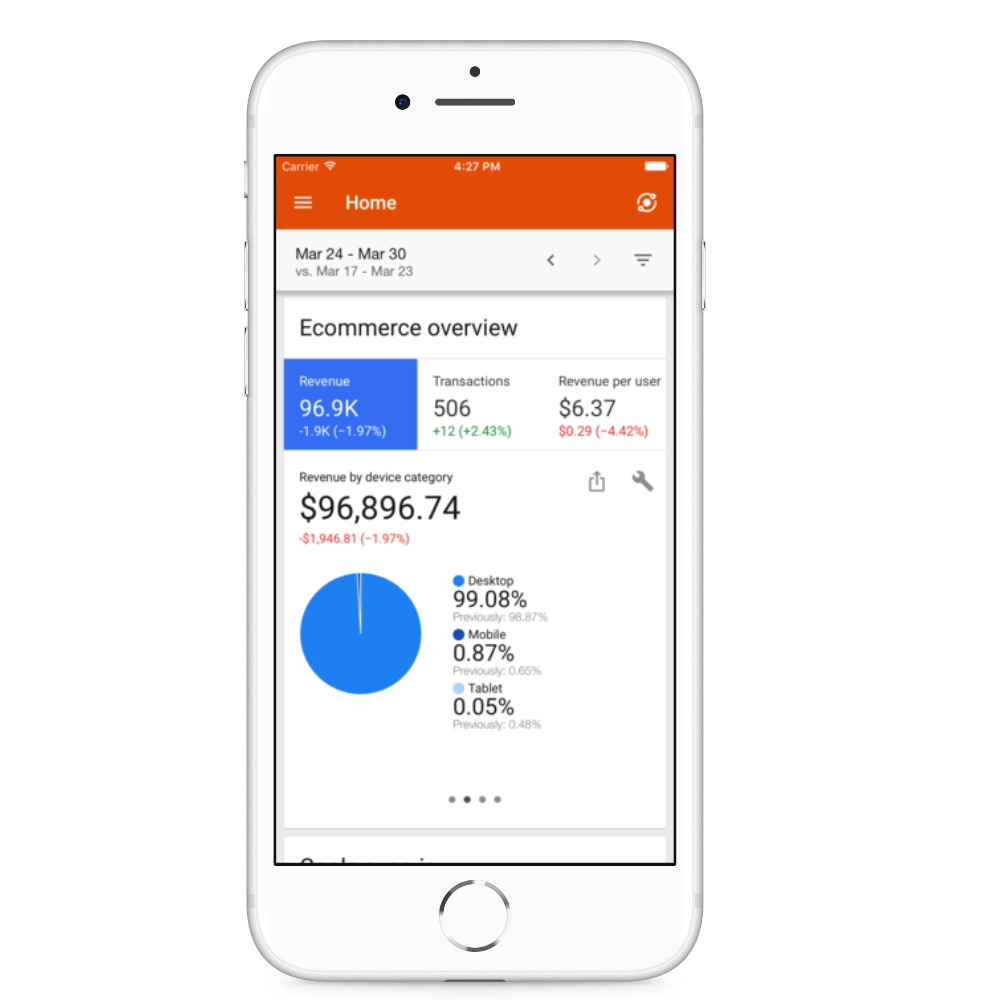 Carrier 4:27 PM
Home
Mar 24 - Mar 30
vs. Mar 17 - Mar 23
Ecommerce overview
Revenue Transactions Revenue per user
96.9K 506 $6.37
-1.9K (−1.97%) +12 (+2.43%) $0.29 (−4.42%)
Revenue by device category
$96,896.74
-$1,946.81 (−1.97%)
Desktop
99.08%
Previously: 98.87%
Mobile
0.87%
Previously: 0.65%
Tablet
0.05%
Previously: 0.48%